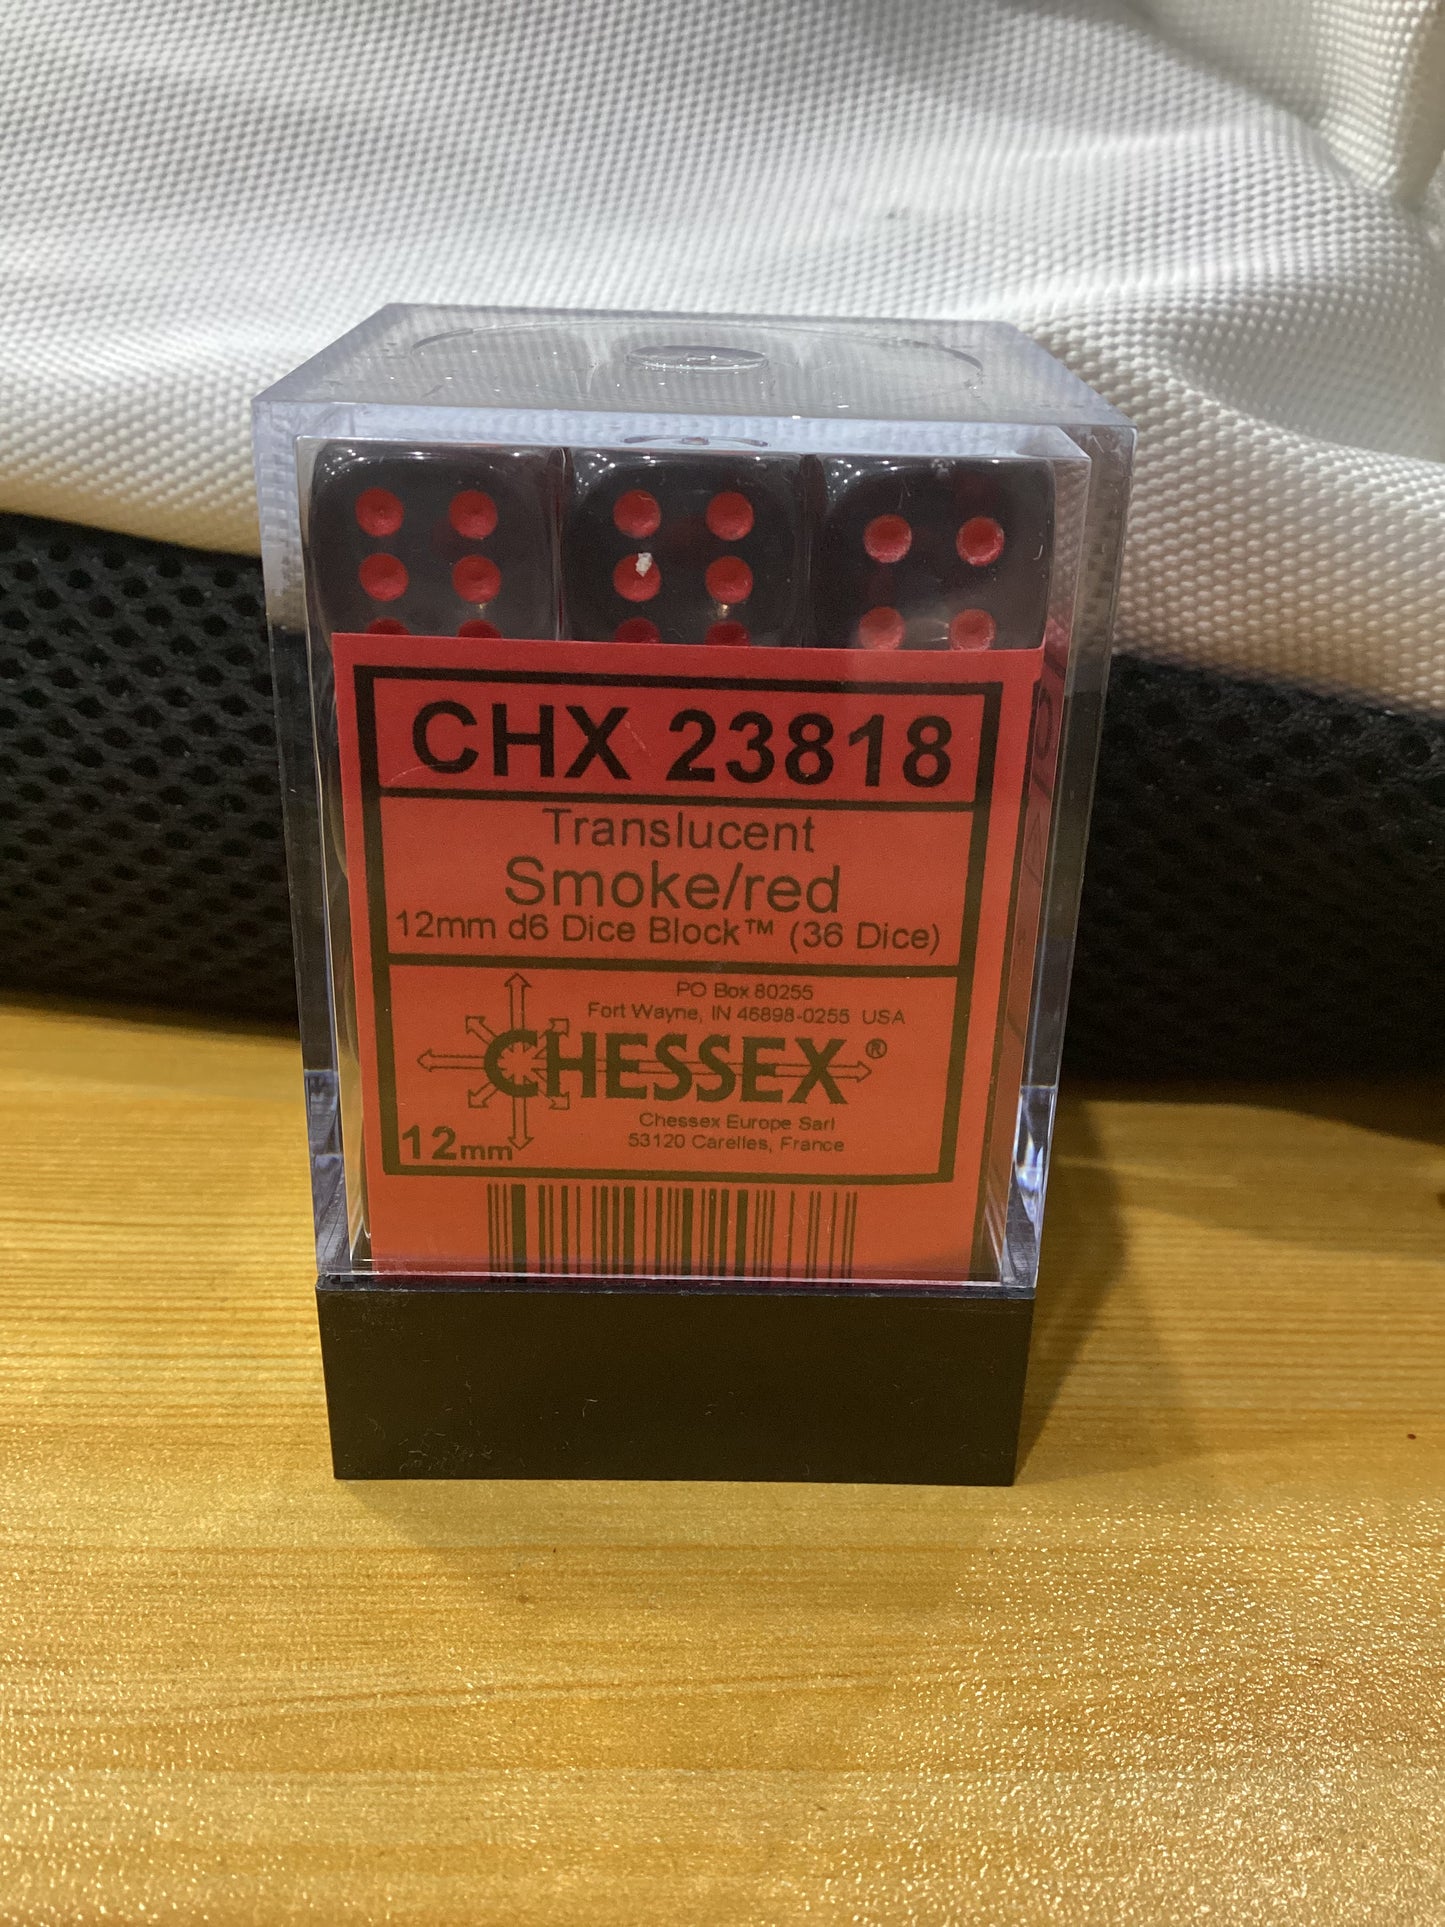 CHX 23818
Translucent
Smoke/red
12mm d6 Dice Block™ (36 Dice)
PO Box 80255
Fort Wayne, IN 46898-0255 USA
CHESSEX®
Chessex Europe Sarl
53120 Carelles, France
12mm